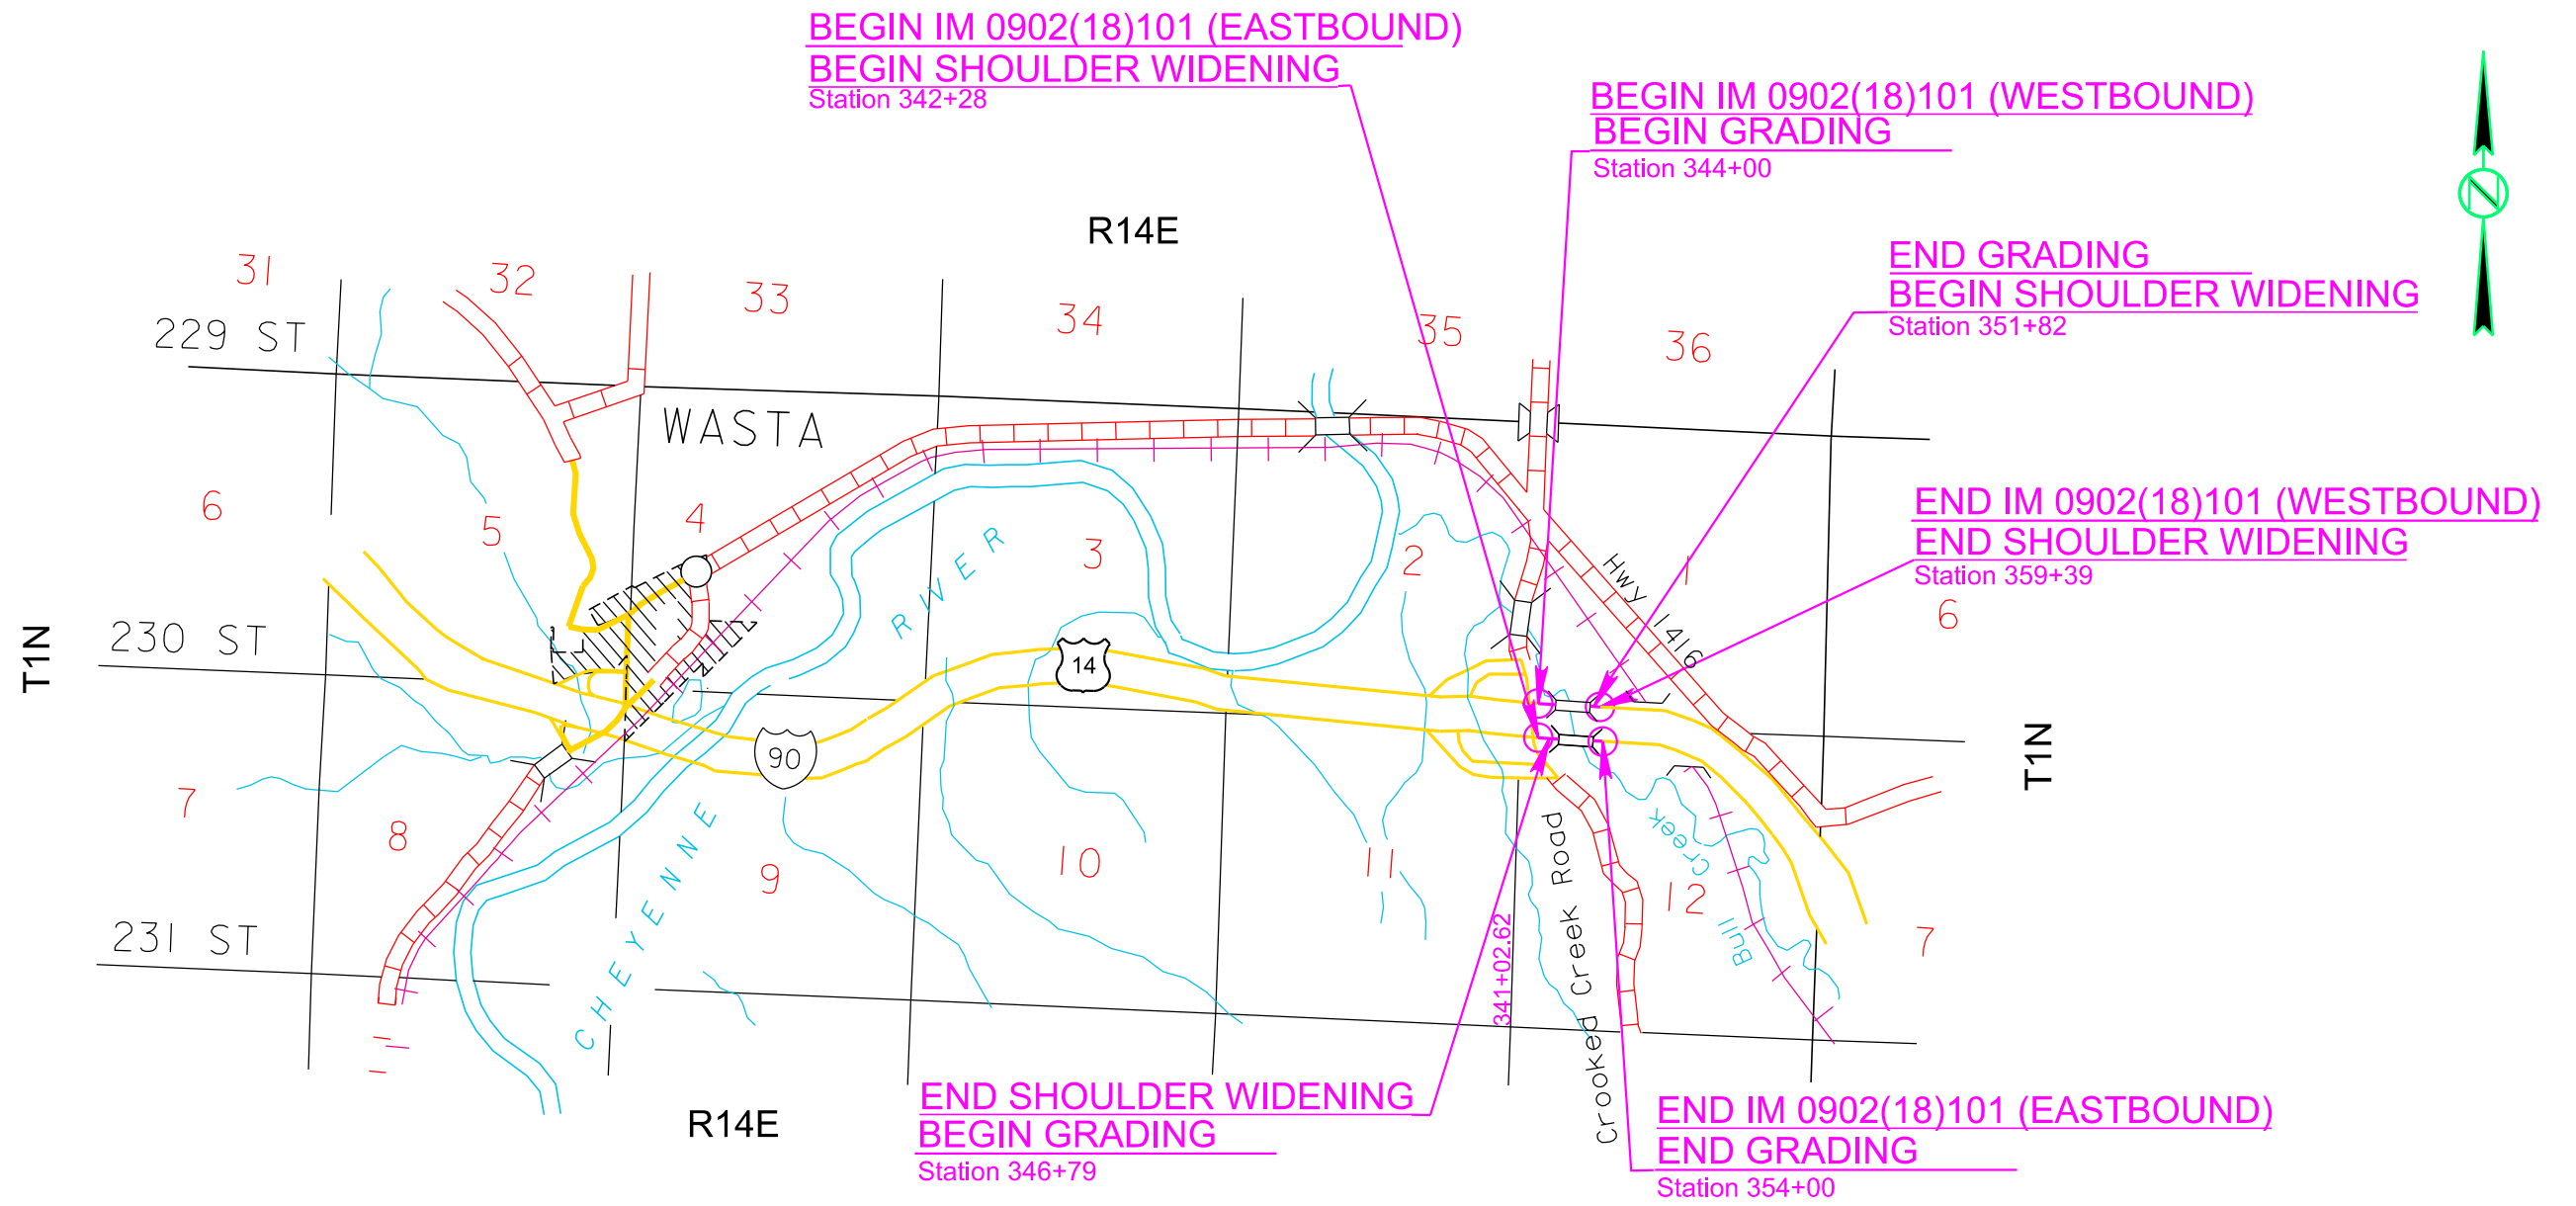 BEGIN IM 0902(18)101 (EASTBOUND)
BEGIN SHOULDER WIDENING
Station 342+28
BEGIN IM 0902(18)101 (WESTBOUND)
BEGIN GRADING
Station 344+00
N
R14E
END GRADING
BEGIN SHOULDER WIDENING
Station 351+82
31
32
33
34
35
36
229 ST
WASTA
6
5
4
3
2
1
6
END IM 0902(18)101 (WESTBOUND)
END SHOULDER WIDENING
Station 359+39
Hwy 1416
CHEYENNE RIVER
230 ST
T1N
14
90
T1N
7
8
9
10
11
12
7
Crooked Creek Road
Bull Creek
341+02.62
231 ST
R14E
END SHOULDER WIDENING
BEGIN GRADING
Station 346+79
END IM 0902(18)101 (EASTBOUND)
END GRADING
Station 354+00